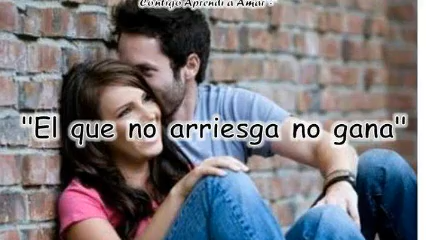 Contigo Aprendí a Amar -
"El que no arriesga no gana"